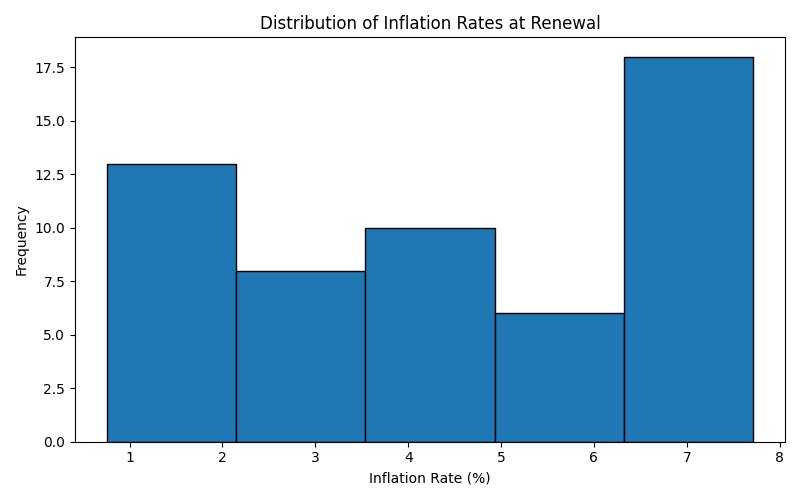 Distribution of Inflation Rates at Renewal
17.5
15.0
12.5
10.0
7.5
5.0
2.5
0.0
Frequency
1 2 3 4 5 6 7 8
Inflation Rate (%)